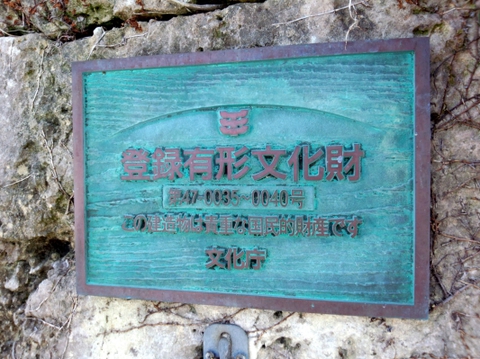 登録有形文化財
第47-0035~0040号
この建造物は貴重な国民的財産です
文化庁